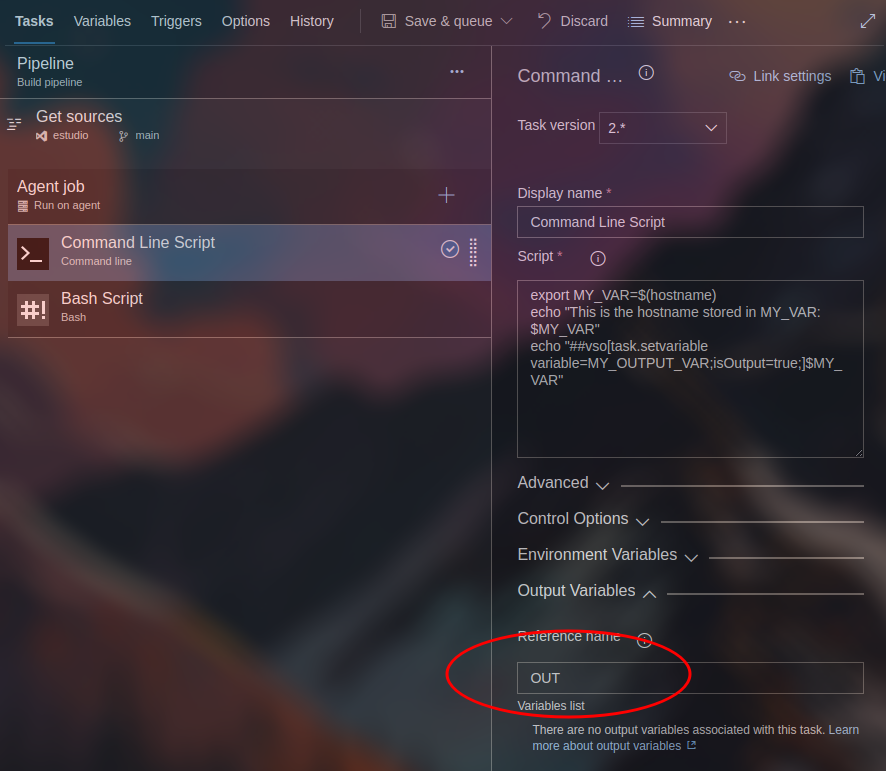 Tasks Variables Triggers Options History Save & queue Discard Summary ...
Pipeline
Build pipeline
Get sources
estudio main
Agent job
Run on agent
Command Line Script
Command line
Bash Script
Bash
Command ... Link settings Vi
Task version 2.*
Display name *
Command Line Script
Script *
export MY_VAR=$(hostname)
echo "This is the hostname stored in MY_VAR:
$MY_VAR"
echo "##vso[task.setvariable
variable=MY_OUTPUT_VAR;isOutput=true;]$MY_
VAR"
Advanced
Control Options
Environment Variables
Output Variables
Reference name
OUT
Variables list
There are no output variables associated with this task. Learn
more about output variables